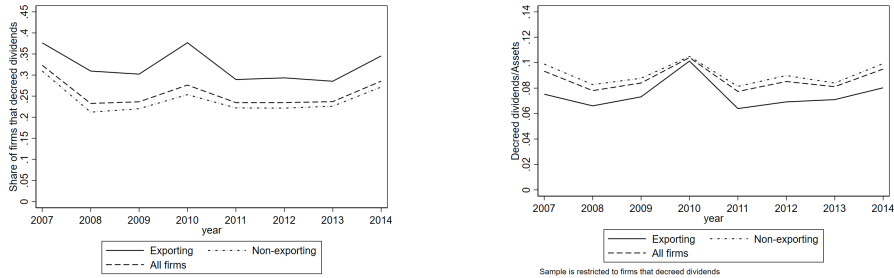 Share of firms that decreed dividends
.45
.4
.35
.3
.25
.2
.15
.1
.05
0
2007 2008 2009 2010 2011 2012 2013 2014
year
Exporting Non-exporting
All firms
Decreed dividends/Assets
.14
.12
.1
.08
.06
.04
.02
0
2007 2008 2009 2010 2011 2012 2013 2014
year
Exporting Non-exporting
All firms
Sample is restricted to firms that decreed dividends